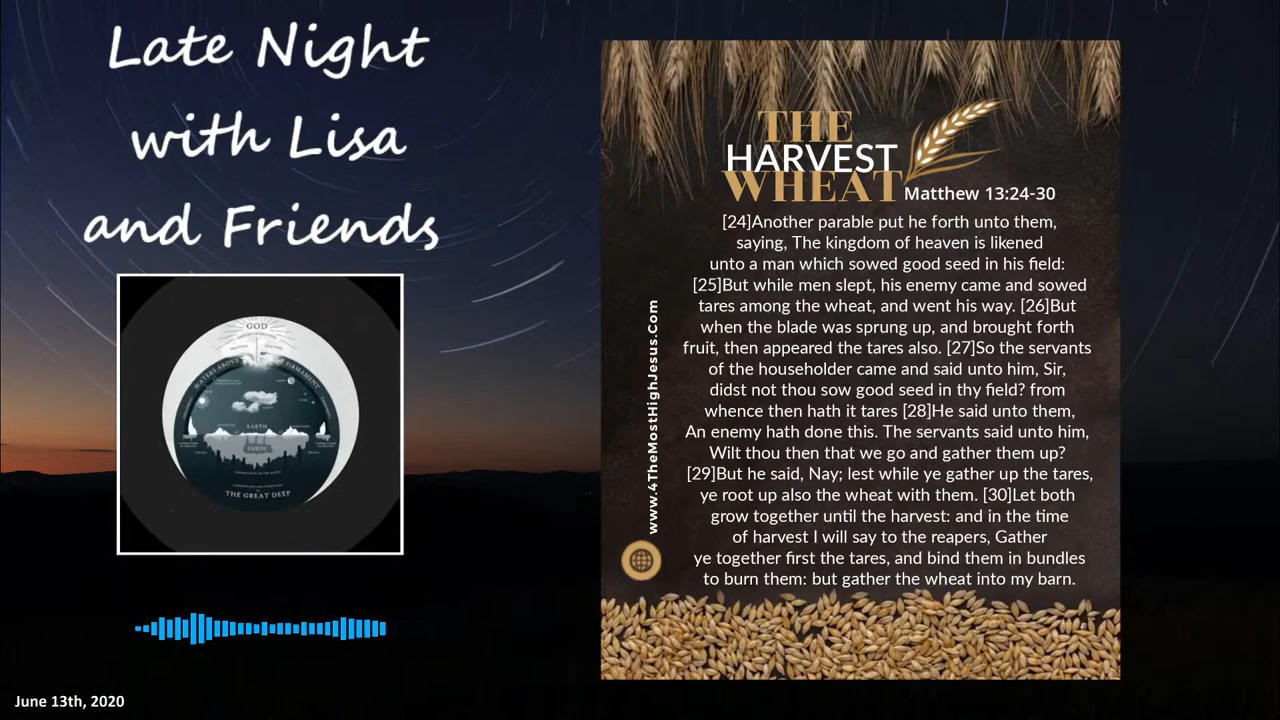 Late Night
with Lisa
and Friends
GOD
WATERS ABOVE
FIRMAMENT
EARTH
SHEOL
THE GREAT DEEP
June 13th, 2020
THE
HARVEST
WHEAT
Matthew 13:24-30
[24]Another parable put he forth unto them,
saying, The kingdom of heaven is likened
unto a man which sowed good seed in his field:
[25]But while men slept, his enemy came and sowed
tares among the wheat, and went his way. [26]But
when the blade was sprung up, and brought forth
fruit, then appeared the tares also. [27]So the servants
of the householder came and said unto him, Sir,
didst not thou sow good seed in thy field? from
whence then hath it tares [28]He said unto them,
An enemy hath done this. The servants said unto him,
Wilt thou then that we go and gather them up?
[29]But he said, Nay; lest while ye gather up the tares,
ye root up also the wheat with them. [30]Let both
grow together until the harvest: and in the time
of harvest I will say to the reapers, Gather
ye together first the tares, and bind them in bundles
to burn them: but gather the wheat into my barn.
www.4TheMostHighJesus.Com